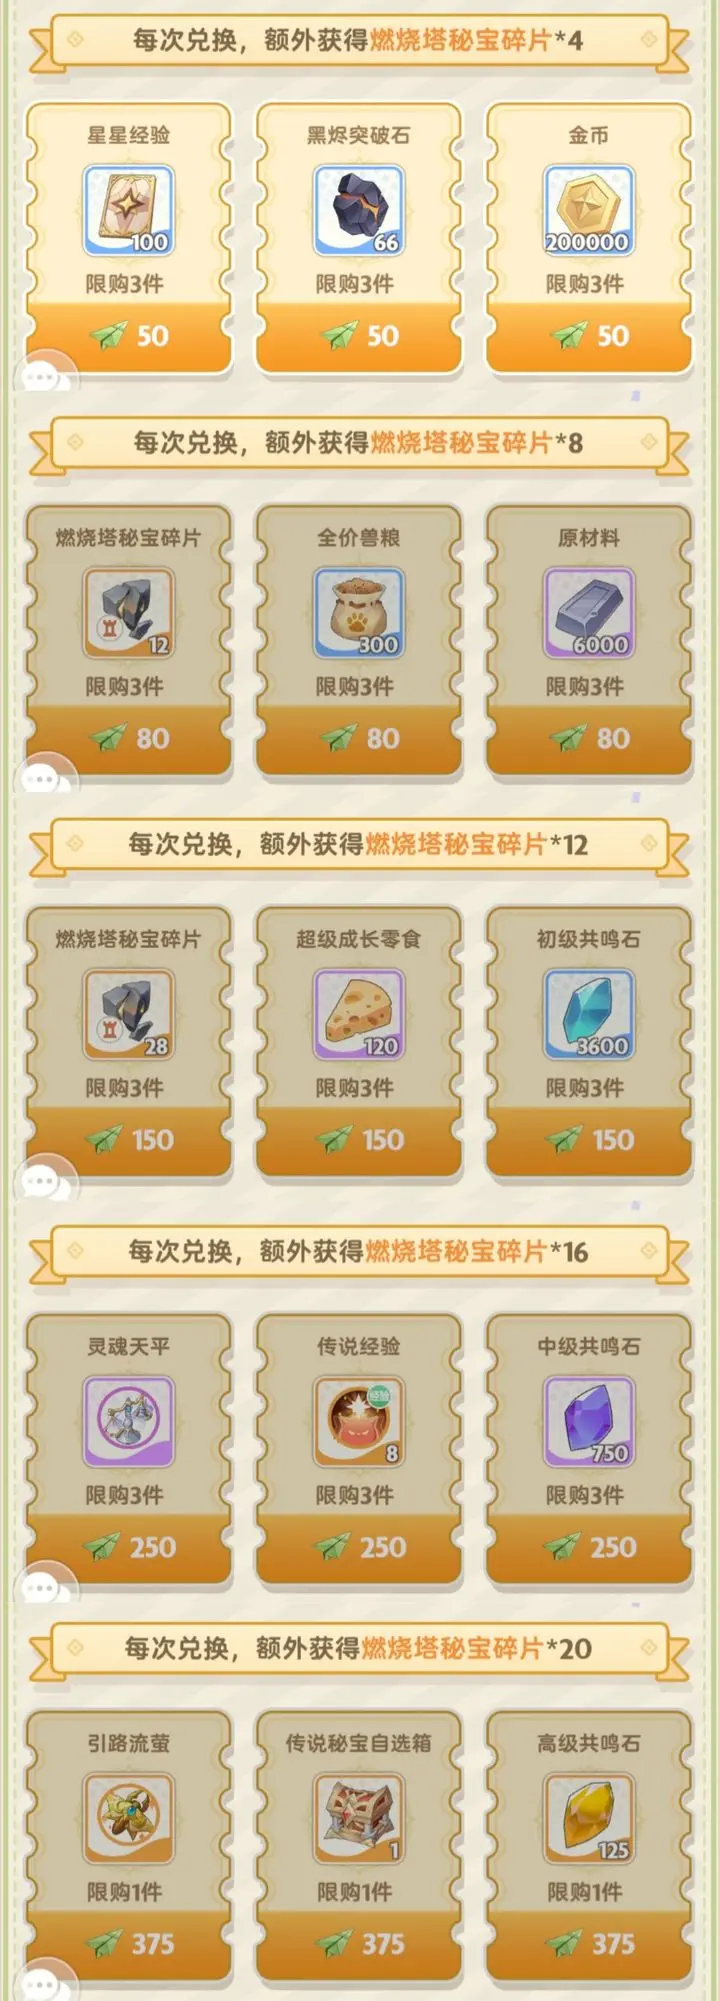 每次兑换，额外获得燃烧塔秘宝碎片*4
星星经验 黑烬突破石 金币
100 66 200000
限购3件 限购3件 限购3件
50 50 50
每次兑换，额外获得燃烧塔秘宝碎片*8
燃烧塔秘宝碎片 全价兽粮 原材料
12 300 6000
限购3件 限购3件 限购3件
80 80 80
每次兑换，额外获得燃烧塔秘宝碎片*12
燃烧塔秘宝碎片 超级成长零食 初级共鸣石
28 120 3600
限购3件 限购3件 限购3件
150 150 150
每次兑换，额外获得燃烧塔秘宝碎片*16
灵魂天平 传说经验 中级共鸣石
经验
8 750
限购3件 限购3件 限购3件
250 250 250
每次兑换，额外获得燃烧塔秘宝碎片*20
引路流萤 传说秘宝自选箱 高级共鸣石
1 125
限购1件 限购1件 限购1件
375 375 375